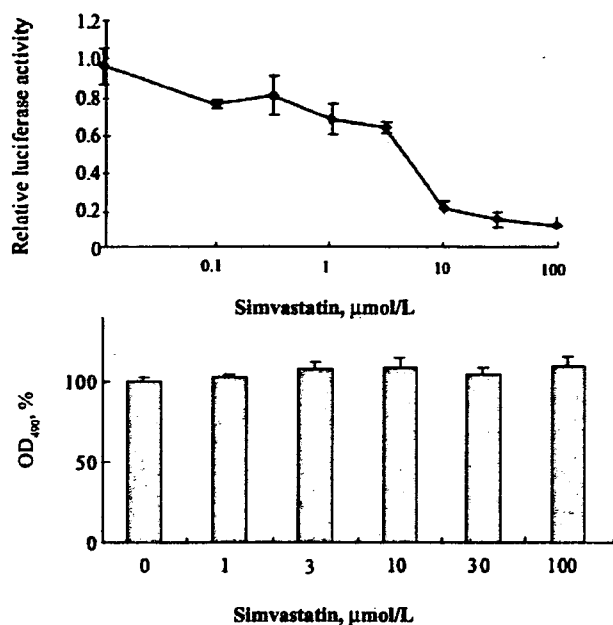 Relative luciferase activity
1.2
1.0
0.8
0.6
0.4
0.2
0
0.1 1 10 100
Simvastatin, μmol/L
OD490, %
100
50
0
0 1 3 10 30 100
Simvastatin, μmol/L